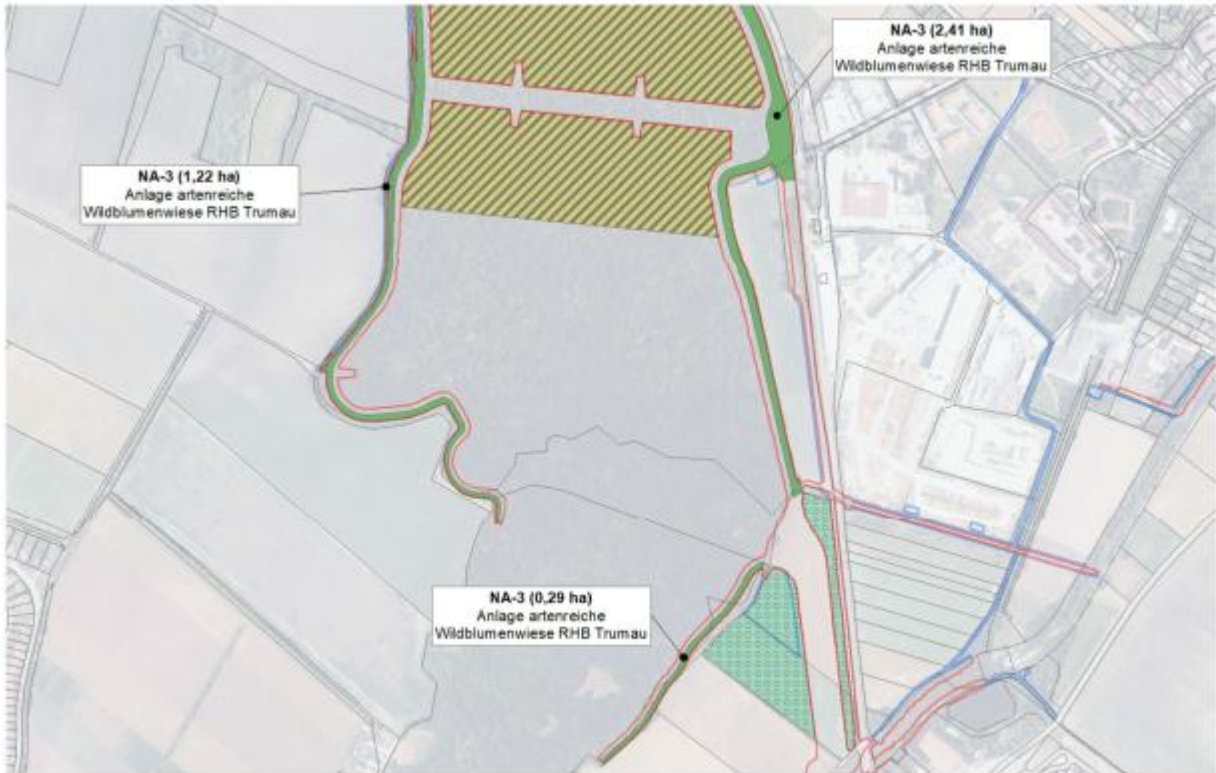 NA-3 (2,41 ha)
Anlage artenreiche
Wildblumenwiese RHB Trumau
NA-3 (1,22 ha)
Anlage artenreiche
Wildblumenwiese RHB Trumau
NA-3 (0,29 ha)
Anlage artenreiche
Wildblumenwiese RHB Trumau